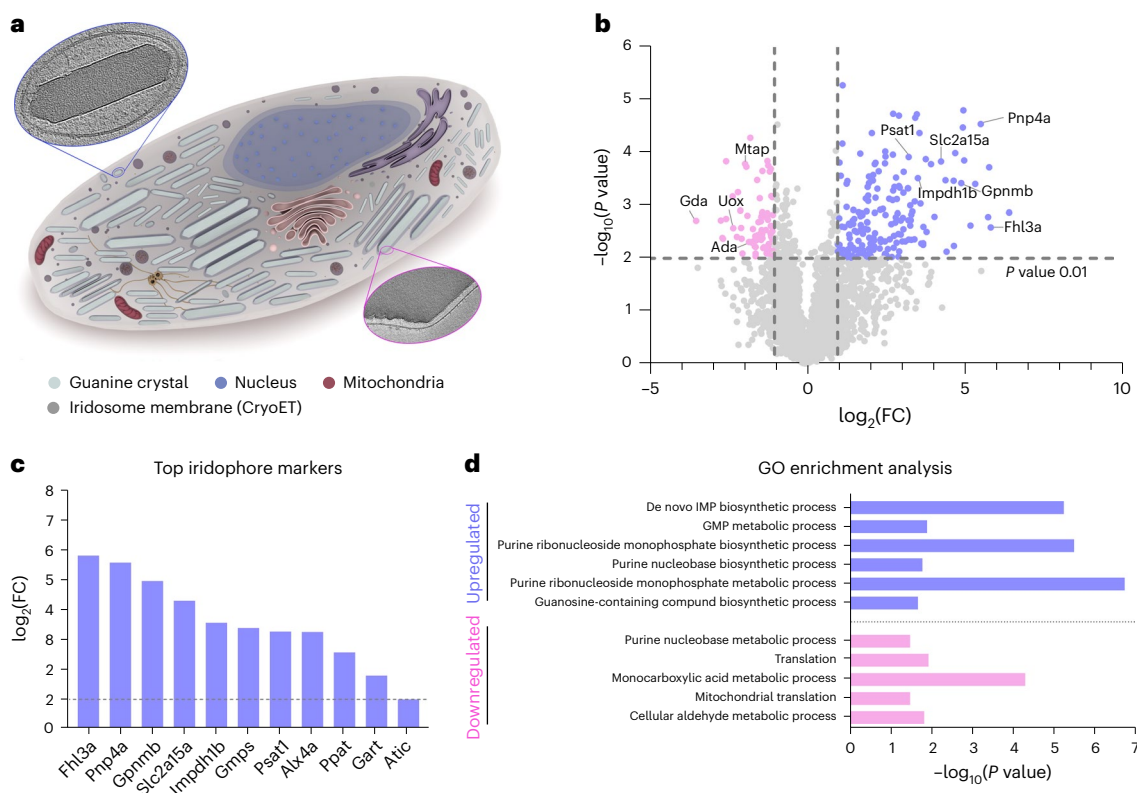 a
Guanine crystal
Nucleus
Mitochondria
Iridosome membrane (CryoET)
b
6
5
4
3
2
1
0
–log10(P value)
Pnp4a
Psat1
Slc2a15a
Mtap
Impdh1b
Gpnmb
Gda
Uox
Fhl3a
Ada
P value 0.01
–5
0
5
10
log2(FC)
c
Top iridophore markers
8
7
6
5
4
8
2
2
0
log2(FC)
Fhl3a
Pnp4a
Gpnmb
Slc2a15a
Impdh1b
Gmps
Psat1
Alx4a
Ppat
Gart
Atic
d
GO enrichment analysis
Upregulated
De novo IMP biosynthetic process
GMP metabolic process
Purine ribonucleoside monophosphate biosynthetic process
Purine nucleobase biosynthetic process
Purine ribonucleoside monophosphate metabolic process
Guanosine-containing compund biosynthetic process
Downregulated
Purine nucleobase metabolic process
Translation
Monocarboxylic acid metabolic process
Mitochondrial translation
Cellular aldehyde metabolic process
0
1
2
3
4
5
6
7
–log10(P value)